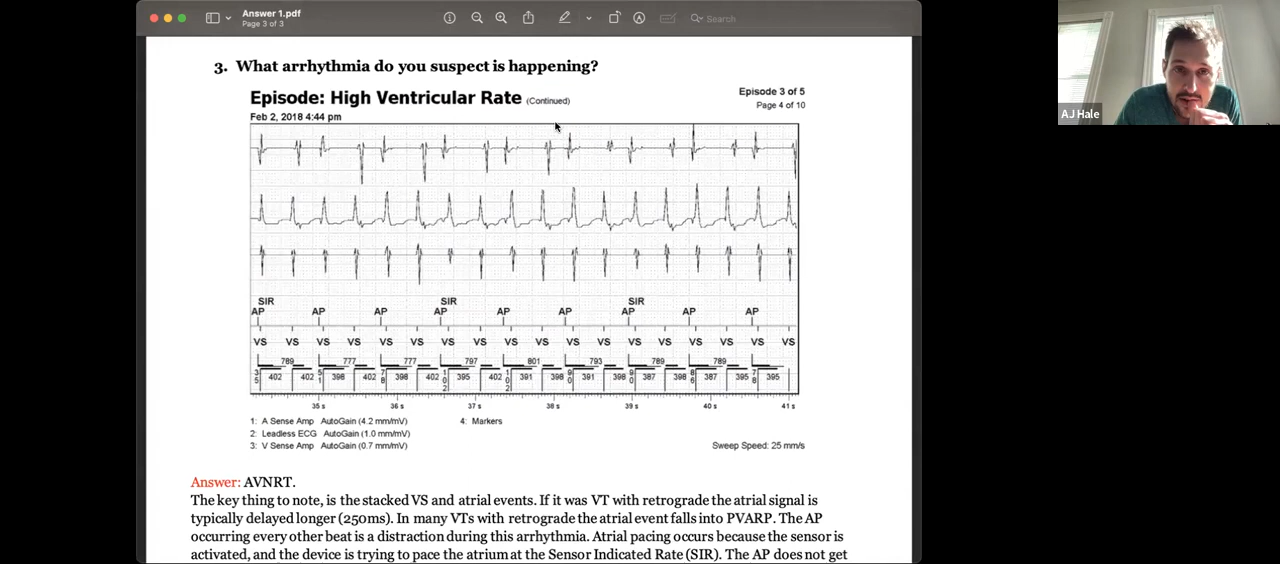 Answer 1.pdf
Page 3 of 3
Search
3. What arrhythmia do you suspect is happening?
Episode: High Ventricular Rate (Continued)
Episode 3 of 5
Page 4 of 10
Feb 2, 2018 4:44 pm
SIR SIR SIR
AP AP AP AP AP AP AP AP AP
VS VS VS VS VS VS VS VS VS VS VS VS VS VS VS VS VS VS
789 777 777 797 801 793 789 789
35 402 402 51 398 402 78 398 402 102 395 402 102 391 398 90 391 398 90 387 398 86 387 395 78 395
35 s 36 s 37 s 38 s 39 s 40 s 41 s
1: A Sense Amp AutoGain (4.2 mm/mV) 4: Markers
2: Leadless ECG AutoGain (1.0 mm/mV)
3: V Sense Amp AutoGain (0.7 mm/mV) Sweep Speed: 25 mm/s
Answer: AVNRT.
The key thing to note, is the stacked VS and atrial events. If it was VT with retrograde the atrial signal is
typically delayed longer (250ms). In many VTs with retrograde the atrial event falls into PVARP. The AP
occurring every other beat is a distraction during this arrhythmia. Atrial pacing occurs because the sensor is
activated, and the device is trying to pace the atrium at the Sensor Indicated Rate (SIR). The AP does not get
AJ Hale